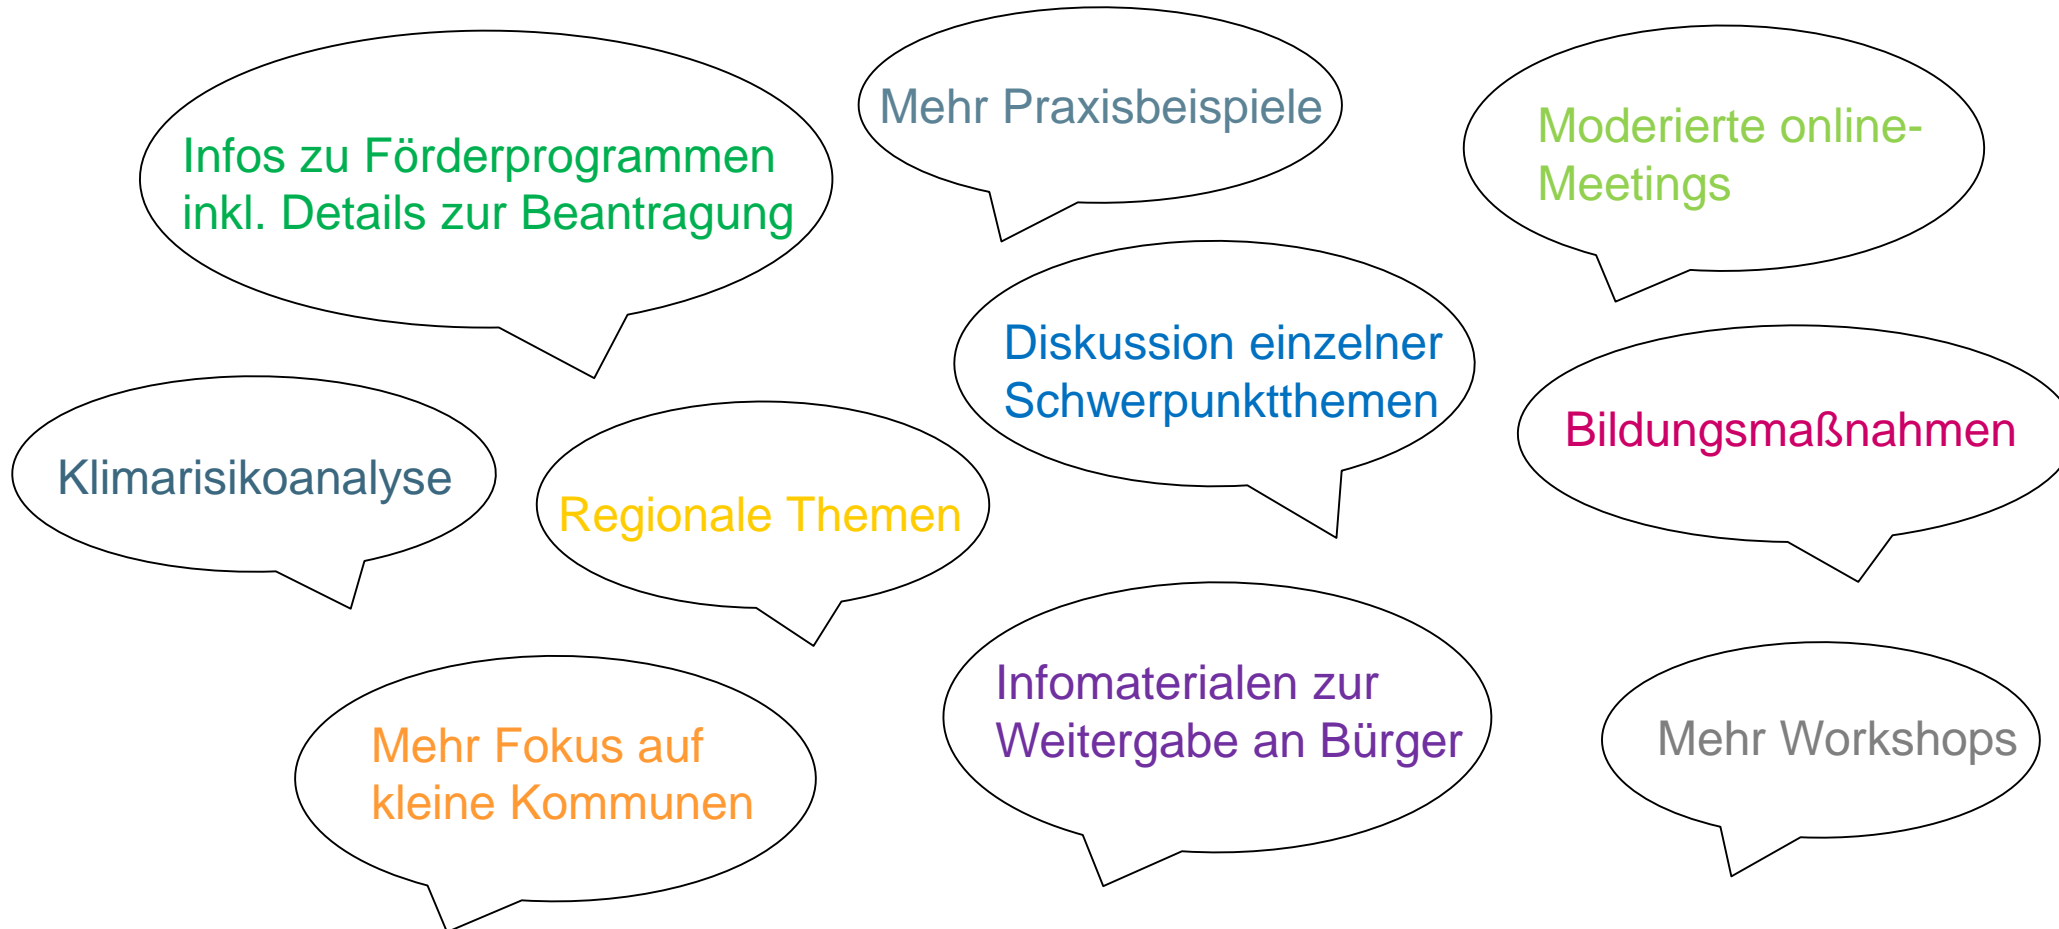 Infos zu Förderprogrammen
inkl. Details zur Beantragung
Mehr Praxisbeispiele
Moderierte online-
Meetings
Diskussion einzelner
Schwerpunktthemen
Bildungsmaßnahmen
Klimarisikoanalyse
Regionale Themen
Mehr Fokus auf
kleine Kommunen
Infomaterialen zur
Weitergabe an Bürger
Mehr Workshops